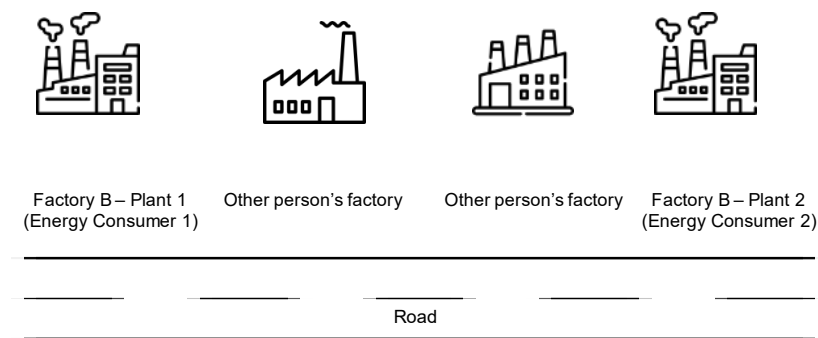 Factory B – Plant 1
(Energy Consumer 1)
Other person's factory
Other person's factory
Factory B – Plant 2
(Energy Consumer 2)
Road